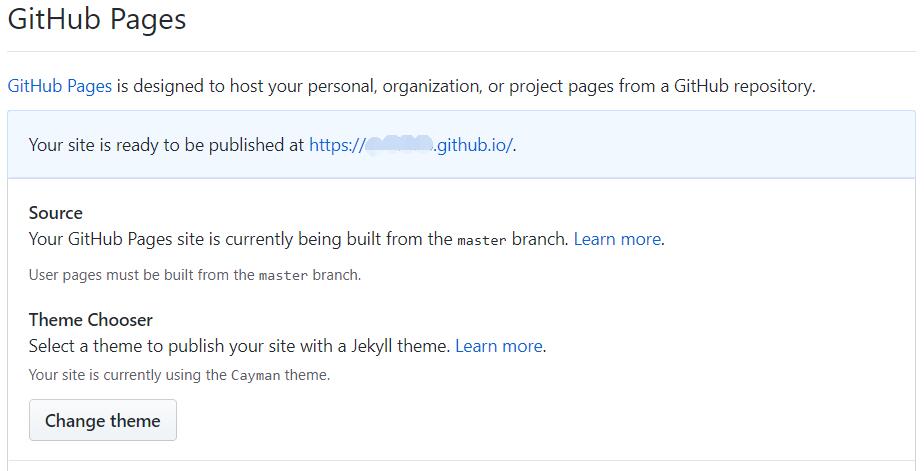 GitHub Pages
GitHub Pages is designed to host your personal, organization, or project pages from a GitHub repository.
Your site is ready to be published at https:// .github.io/.
Source
Your GitHub Pages site is currently being built from the master branch. Learn more.
User pages must be built from the master branch.
Theme Chooser
Select a theme to publish your site with a Jekyll theme. Learn more.
Your site is currently using the Cayman theme.
Change theme